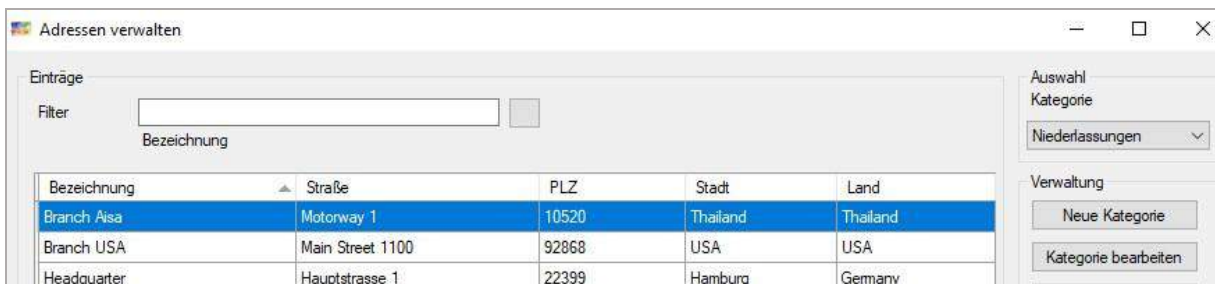 Adressen verwalten
Einträge
Filter
Bezeichnung
Bezeichnung Straße PLZ Stadt Land
Branch Aisa Motorway 1 10520 Thailand Thailand
Branch USA Main Street 1100 92868 USA USA
Headquarter Hauptstrasse 1 22399 Hamburg Germany
Auswahl
Kategorie
Niederlassungen
Verwaltung
Neue Kategorie
Kategorie bearbeiten